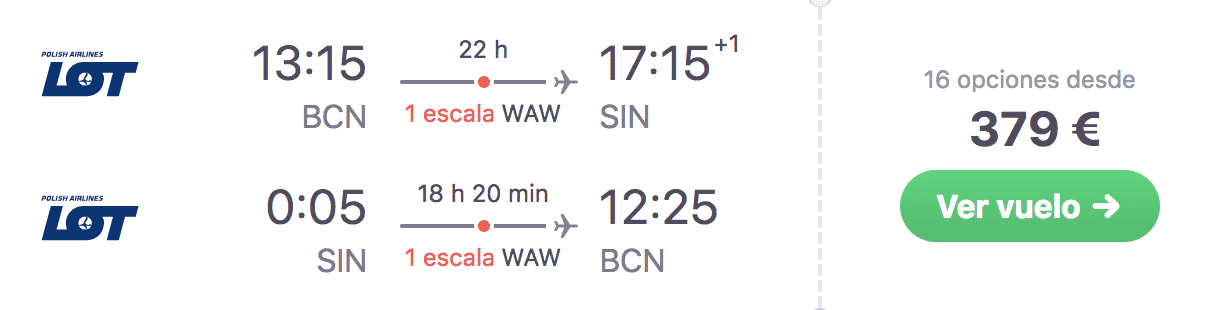 POLISH AIRLINES
LOT
13:15
BCN
22 h
1 escala WAW
17:15 +1
SIN
POLISH AIRLINES
LOT
0:05
SIN
18 h 20 min
1 escala WAW
12:25
BCN
16 opciones desde
379 €
Ver vuelo →